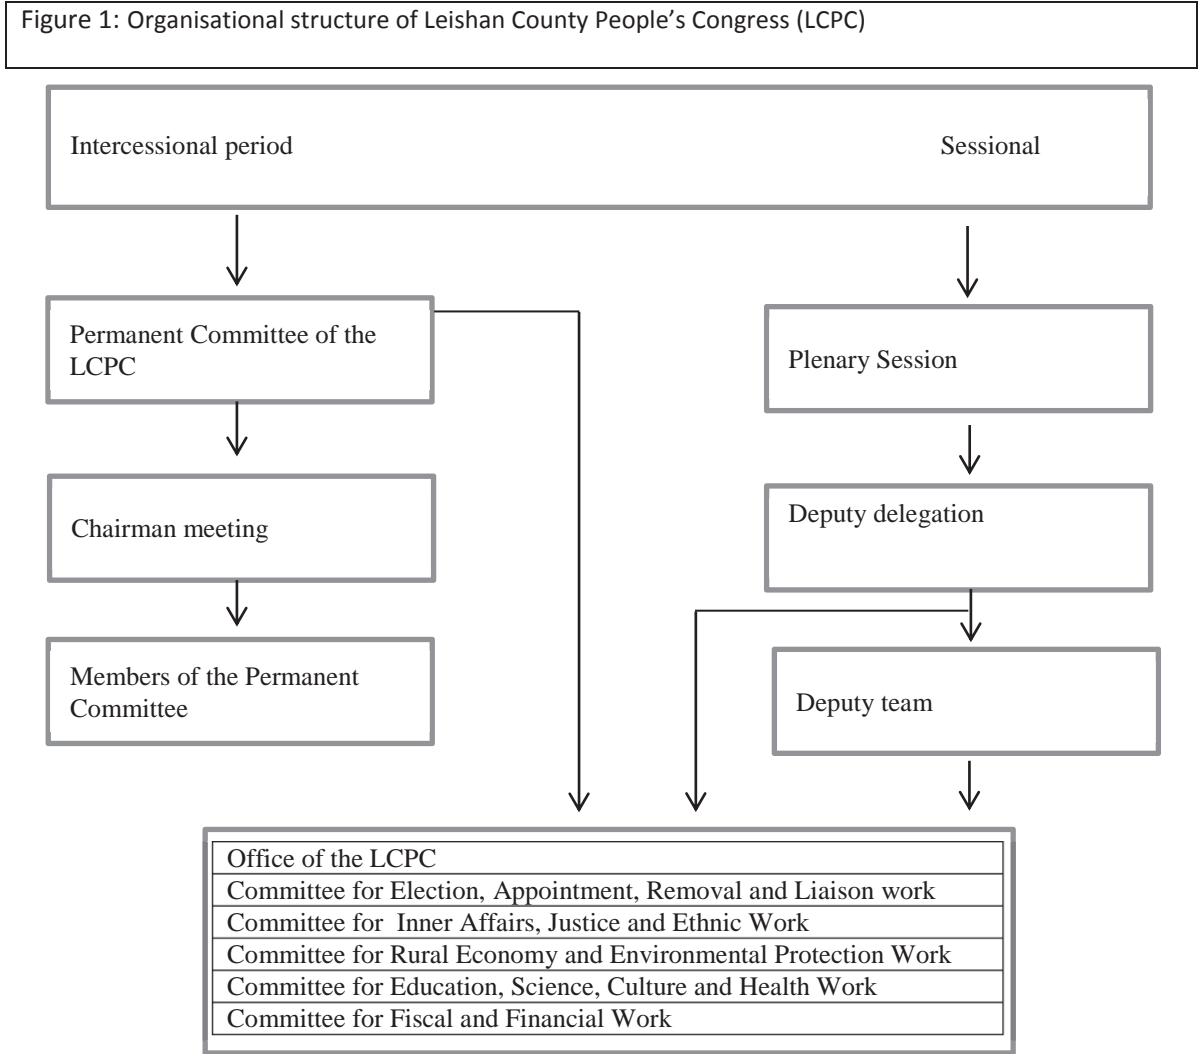 Figure 1: Organisational structure of Leishan County People’s Congress (LCPC)
Intercessional period
Sessional
Permanent Committee of the
LCPC
Plenary Session
Chairman meeting
Deputy delegation
Members of the Permanent
Committee
Deputy team
Office of the LCPC
Committee for Election, Appointment, Removal and Liaison work
Committee for Inner Affairs, Justice and Ethnic Work
Committee for Rural Economy and Environmental Protection Work
Committee for Education, Science, Culture and Health Work
Committee for Fiscal and Financial Work